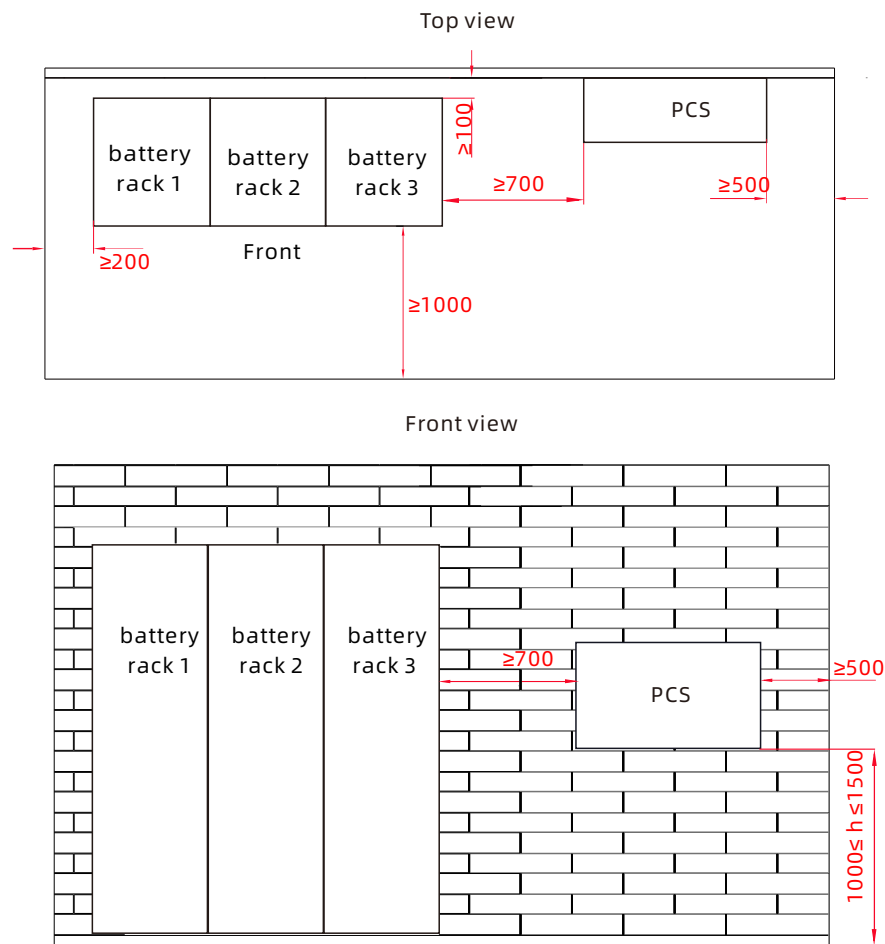 Top view
PCS
≥100
battery
rack 1
battery
rack 2
battery
rack 3
≥700
≥500
Front
≥200
≥1000
Front view
battery
rack 1
battery
rack 2
battery
rack 3
≥700
≥500
PCS
1000≤ h ≤1500